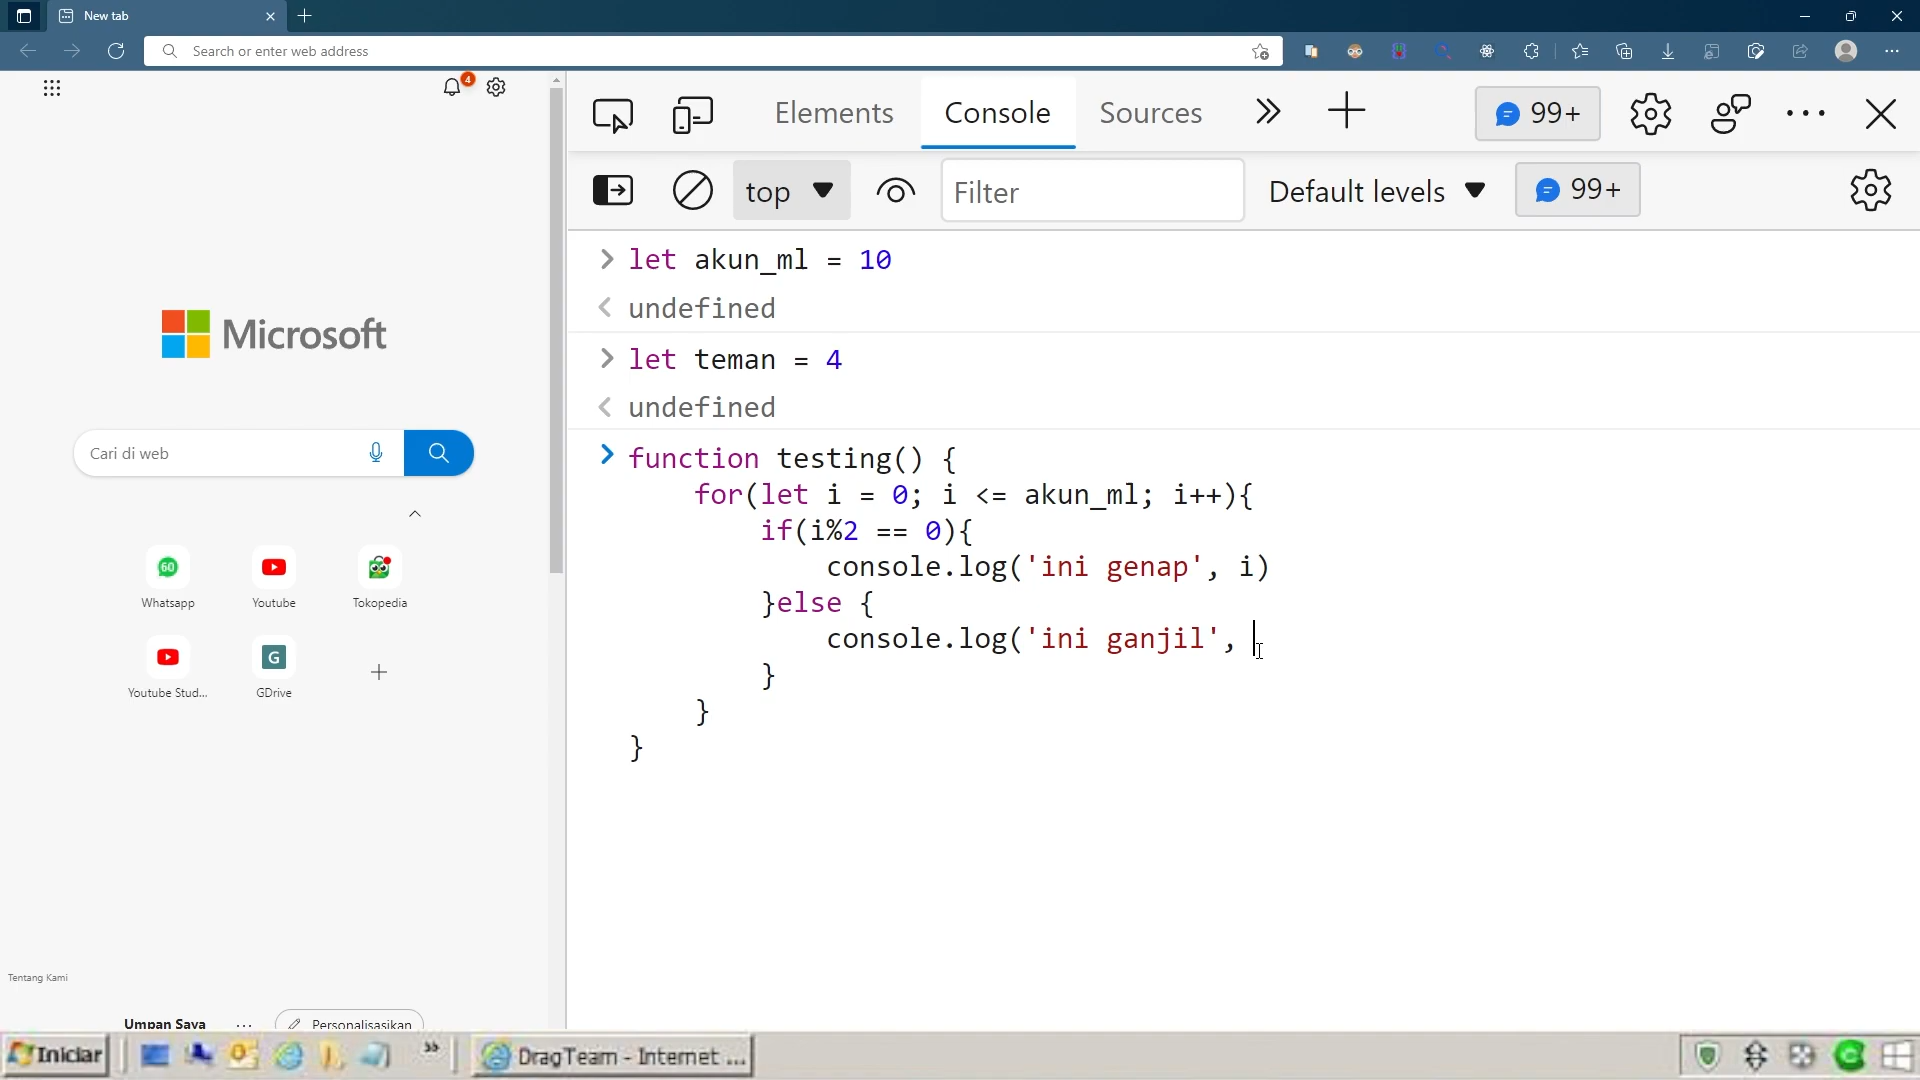 New tab
Search or enter web address
4
Elements
Console
Sources
99+
top
Filter
Default levels
99+
let akun_ml = 10
undefined
let teman = 4
undefined
function testing() {
for(let i = 0; i <= akun_ml; i++){
if(i%2 == 0){
console.log('ini genap', i)
}else {
console.log('ini ganjil',
}
}
}
Microsoft
Cari di web
60
Whatsapp
Youtube
Tokopedia
Youtube Stud...
G
GDrive
Tentang Kami
Umpan Saya
Personalisasikan
Iniciar
DragTeam - Internet ...